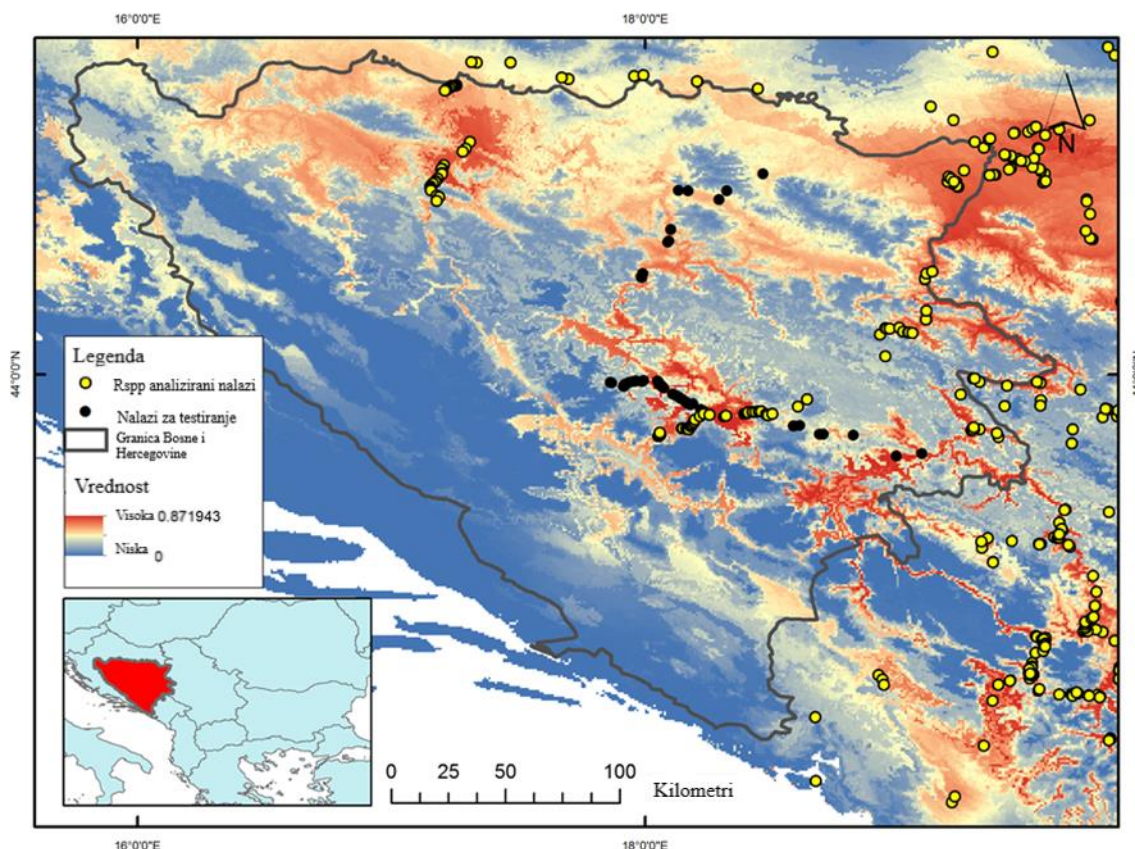 16°0'0"E 18°0'0"E
N
44°0'0"N
Legenda
Rspp analizirani nalazi
Nalazi za testiranje
Granica Bosne i
Hercegovine
Vrednost
Visoka 0.871943
Niska 0
0 25 50 100
Kilometri
16°0'0"E 18°0'0"E